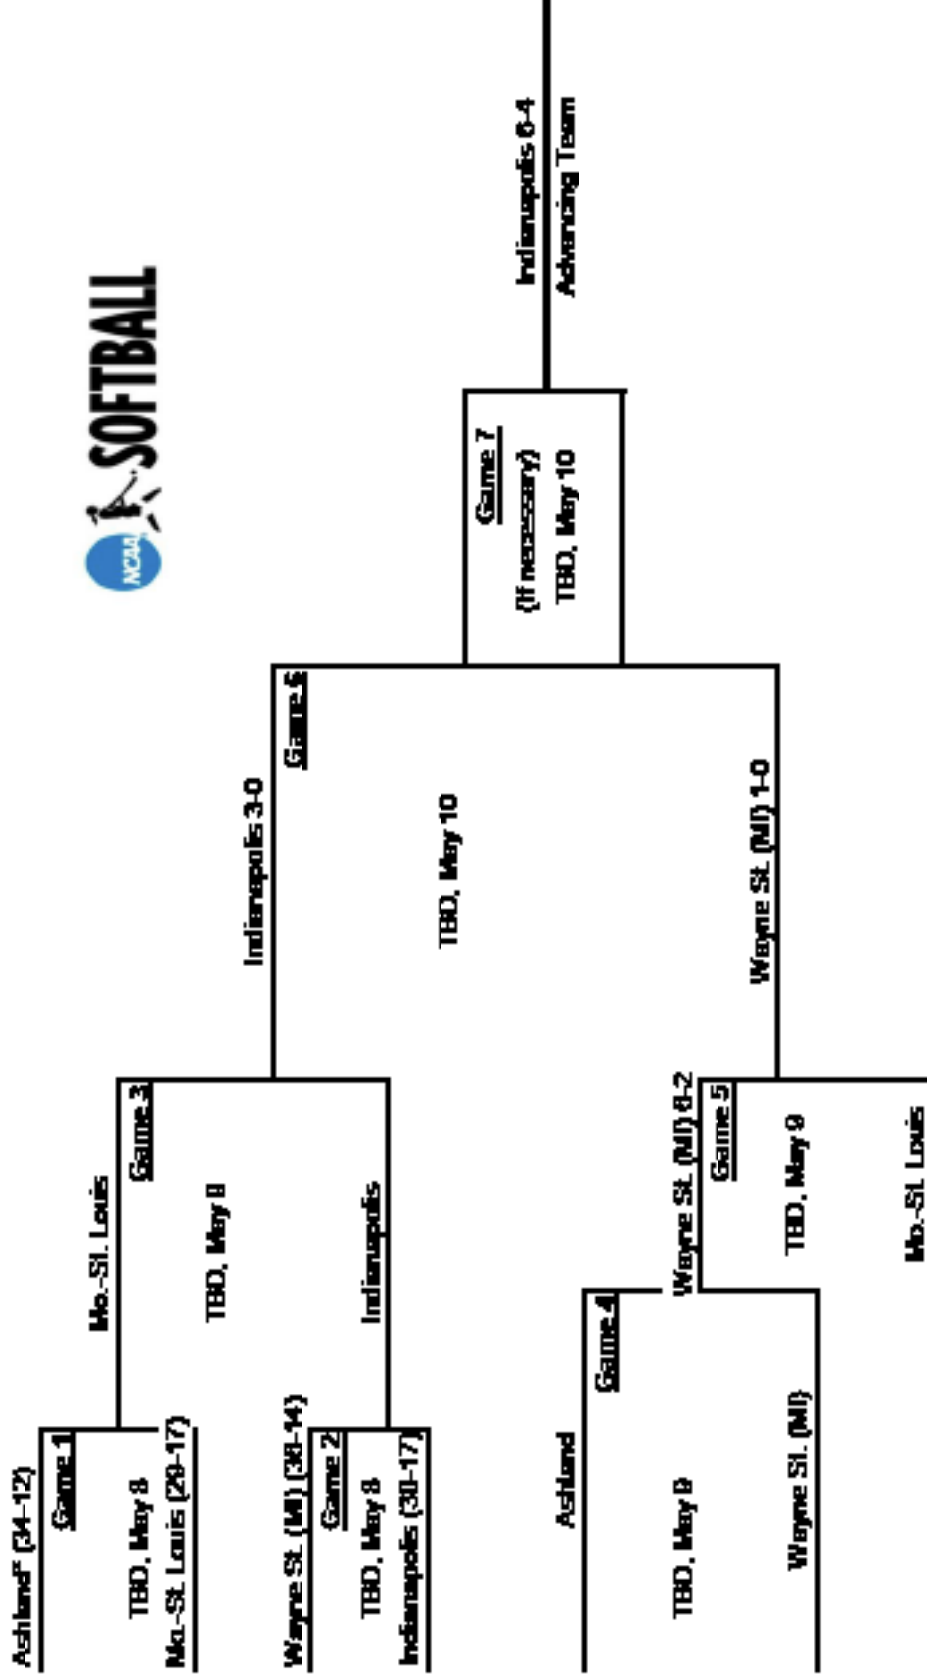 NCAA SOFTBALL
Ashland* (34-12)
Game 1
TBD, May 8
Mo.-St. Louis (29-17)
Wayne St. (MI) (38-14)
Game 2
TBD, May 8
Indianapolis (30-17)
Mo.-St. Louis
Game 3
TBD, May 8
Indianapolis
Ashland
Game 4
TBD, May 9
Wayne St. (MI)
Wayne St. (MI) 8-2
Game 5
TBD, May 9
Mo.-St. Louis
Indianapolis 3-0
Game 6
TBD, May 10
Wayne St. (MI) 1-0
Game 7
(If necessary)
TBD, May 10
Indianapolis 6-4
Advancing Team